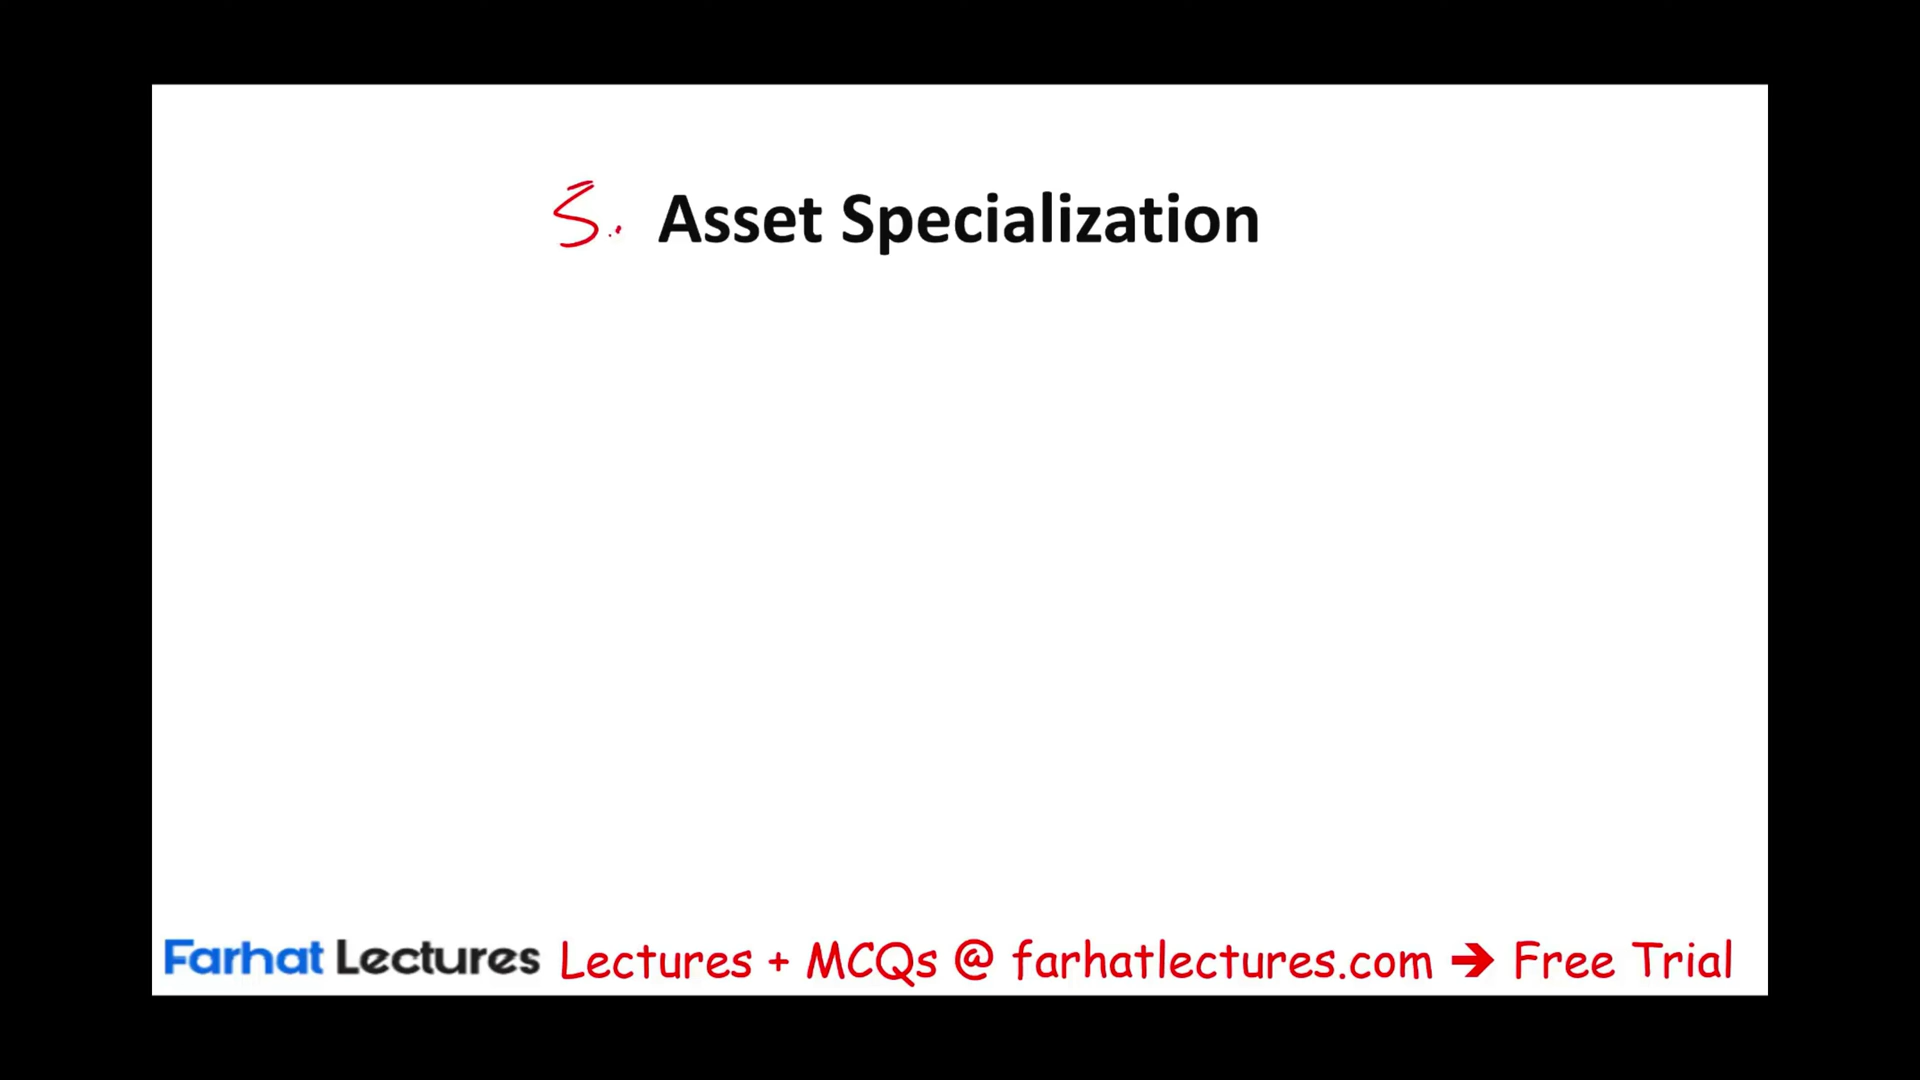 3. Asset Specialization
Farhat Lectures Lectures + MCQs @ farhatlectures.com → Free Trial